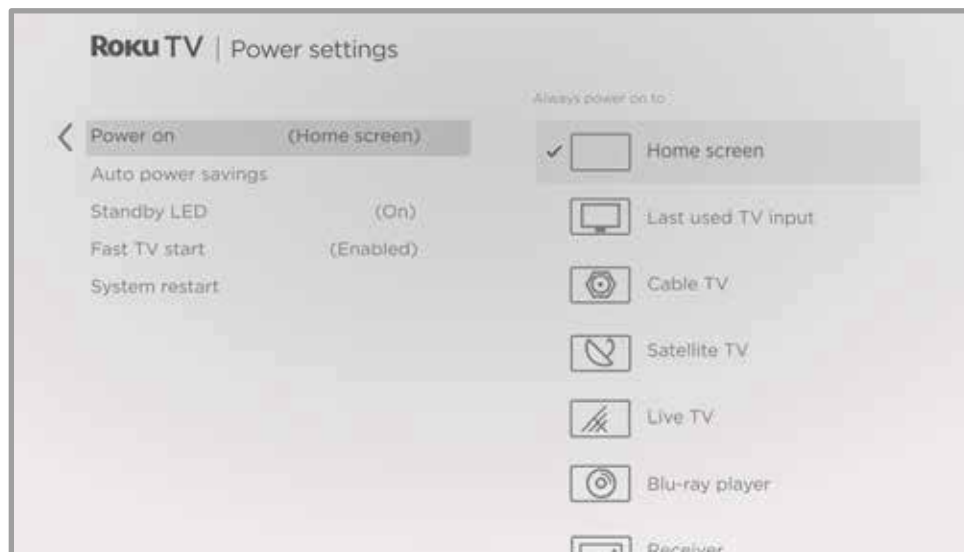 Roku TV | Power settings
Always power on to
Power on (Home screen)
Auto power savings
Standby LED (On)
Fast TV start (Enabled)
System restart
Home screen
Last used TV input
Cable TV
Satellite TV
Live TV
Blu-ray player
Receiver